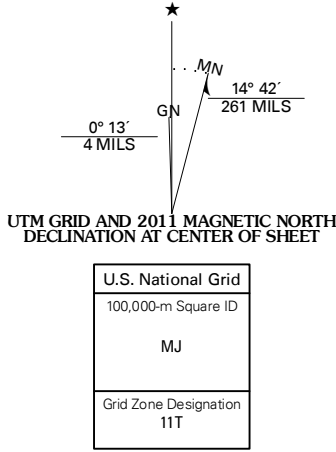 ★
MN
GN
14° 42´
261 MILS
0° 13´
4 MILS
UTM GRID AND 2011 MAGNETIC NORTH
DECLINATION AT CENTER OF SHEET
U.S. National Grid
100,000-m Square ID
MJ
Grid Zone Designation
11T